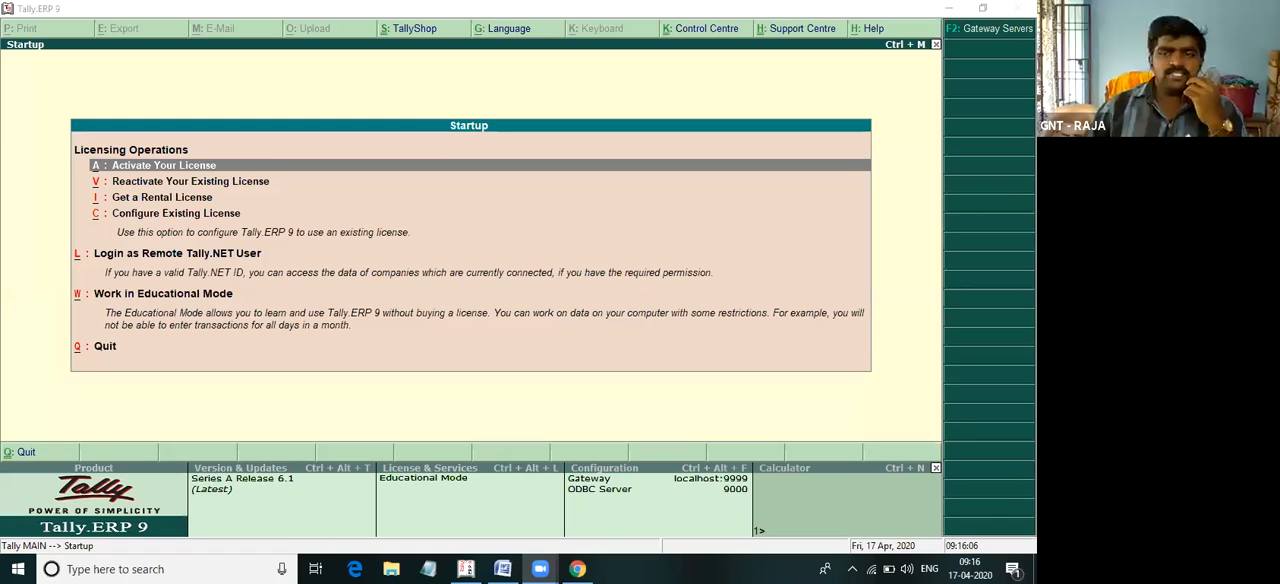 Tally.ERP 9
P: Print
E: Export
M: E-Mail
O: Upload
S: TallyShop
G: Language
K: Keyboard
K: Control Centre
H: Support Centre
H: Help
F2: Gateway Servers
Startup
Ctrl + M
Startup
Licensing Operations
A : Activate Your License
V : Reactivate Your Existing License
I : Get a Rental License
C : Configure Existing License
Use this option to configure Tally.ERP 9 to use an existing license.
L : Login as Remote Tally.NET User
If you have a valid Tally.NET ID, you can access the data of companies which are currently connected, if you have the required permission.
W : Work in Educational Mode
The Educational Mode allows you to learn and use Tally.ERP 9 without buying a license. You can work on data on your computer with some restrictions. For example, you will
not be able to enter transactions for all days in a month.
Q : Quit
GNT - RAJA
Q: Quit
Product
Version & Updates Ctrl + Alt + T
License & Services Ctrl + Alt + L
Configuration Ctrl + Alt + F
Calculator Ctrl + N
Tally
POWER OF SIMPLICITY
Tally.ERP 9
Series A Release 6.1
(Latest)
Educational Mode
Gateway localhost:9999
ODBC Server 9000
1>
Tally MAIN --> Startup
Fri, 17 Apr, 2020
09:16:06
Type here to search
ENG
09:16
17-04-2020
1